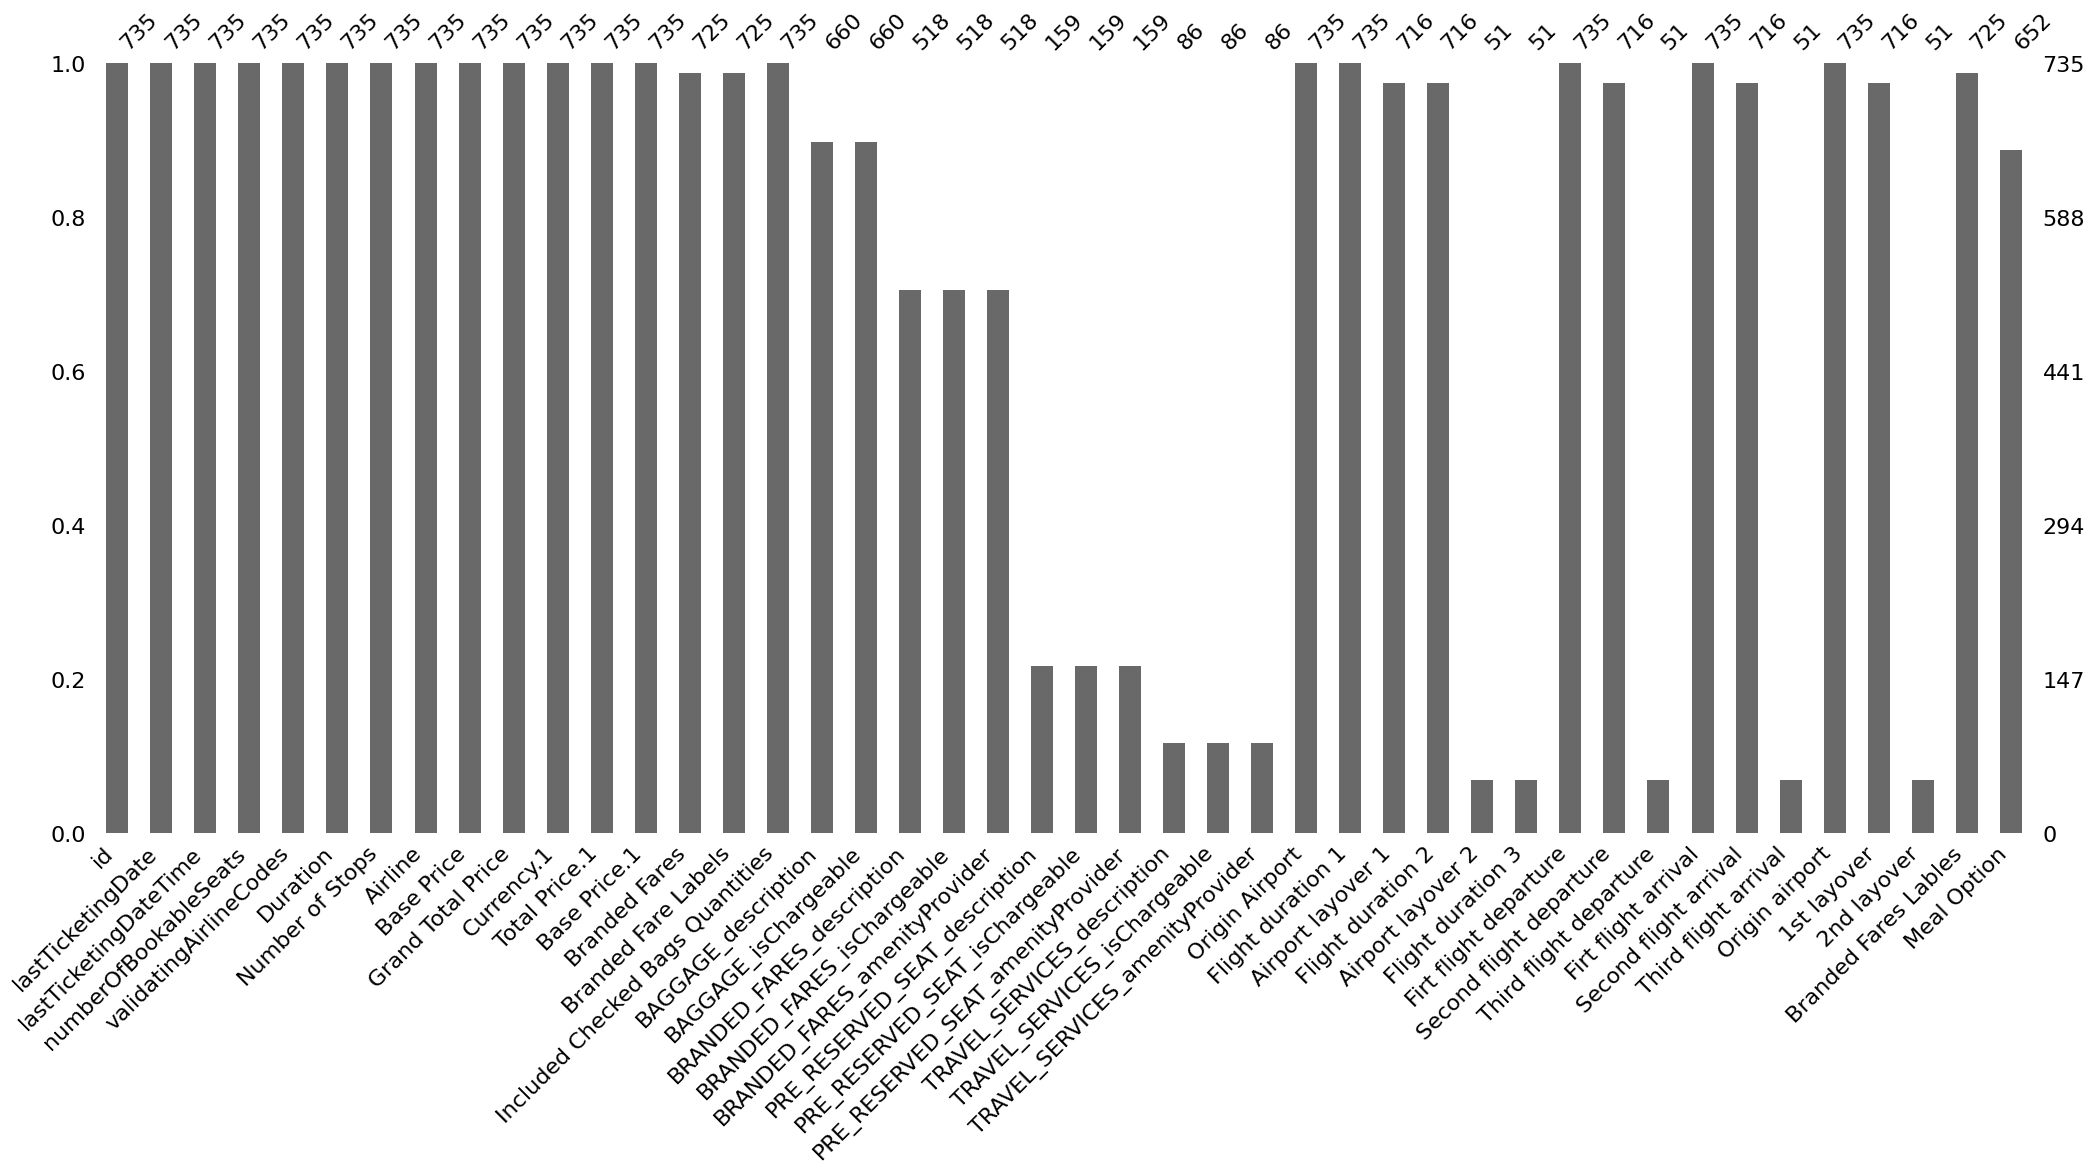 735 735 735 735 735 735 735 735 735 735 735 735 735 725 725 735 660 660 518 518 518 159 159 159 86 86 86 735 735 716 716 51 51 735 716 51 735 716 51 735 716 51 725 652
1.0 735
0.8 588
0.6 441
0.4 294
0.2 147
0.0 0
id
lastTicketingDate
lastTicketingDateTime
numberOfBookableSeats
validatingAirlineCodes
Duration
Number of Stops
Airline
Base Price
Grand Total Price
Currency.1
Total Price.1
Base Price.1
Branded Fares
Branded Fare Labels
Included Checked Bags Quantities
BAGGAGE_description
BAGGAGE_isChargeable
BRANDED_FARES_description
BRANDED_FARES_isChargeable
BRANDED_FARES_amenityProvider
PRE_RESERVED_SEAT_description
PRE_RESERVED_SEAT_isChargeable
PRE_RESERVED_SEAT_amenityProvider
TRAVEL_SERVICES_description
TRAVEL_SERVICES_isChargeable
TRAVEL_SERVICES_amenityProvider
Origin Airport
Flight duration 1
Airport layover 1
Flight duration 2
Airport layover 2
Flight duration 3
Firt flight departure
Second flight departure
Third flight departure
Firt flight arrival
Second flight arrival
Third flight arrival
Origin airport
1st layover
2nd layover
Branded Fares Lables
Meal Option